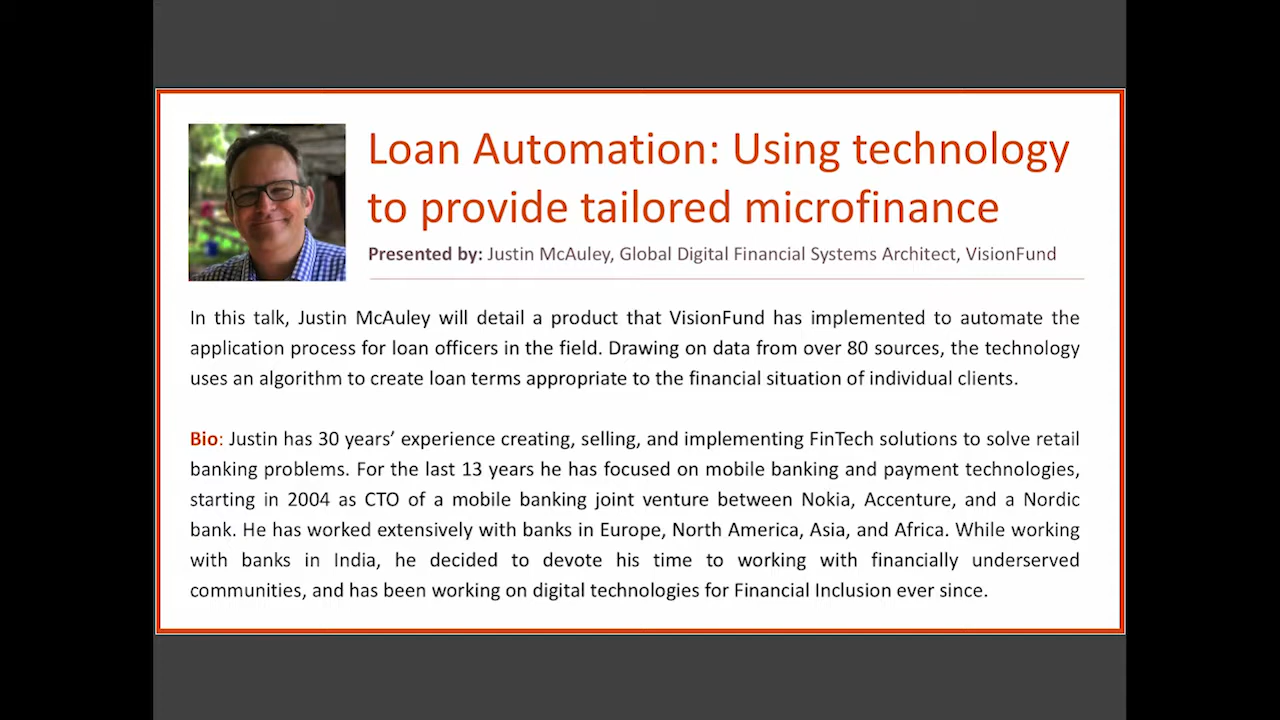 Loan Automation: Using technology
to provide tailored microfinance
Presented by: Justin McAuley, Global Digital Financial Systems Architect, VisionFund
In this talk, Justin McAuley will detail a product that VisionFund has implemented to automate the
application process for loan officers in the field. Drawing on data from over 80 sources, the technology
uses an algorithm to create loan terms appropriate to the financial situation of individual clients.
Bio: Justin has 30 years’ experience creating, selling, and implementing FinTech solutions to solve retail
banking problems. For the last 13 years he has focused on mobile banking and payment technologies,
starting in 2004 as CTO of a mobile banking joint venture between Nokia, Accenture, and a Nordic
bank. He has worked extensively with banks in Europe, North America, Asia, and Africa. While working
with banks in India, he decided to devote his time to working with financially underserved
communities, and has been working on digital technologies for Financial Inclusion ever since.